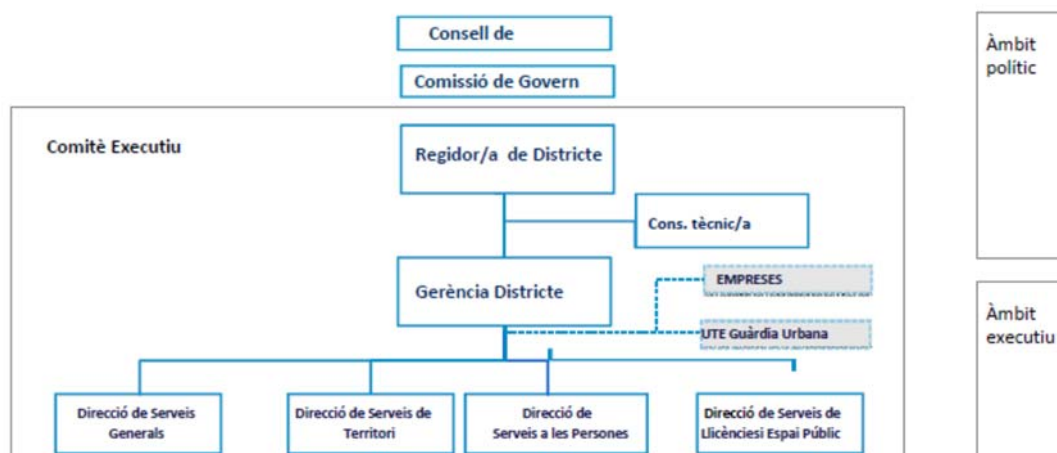 Consell de
Comissió de Govern
Comitè Executiu
Regidor/a de Districte
Cons. tècnic/a
Gerència Districte
EMPRESES
UTE Guàrdia Urbana
Direcció de Serveis
Generals
Direcció de Serveis de
Territori
Direcció de
Serveis a les Persones
Direcció de Serveis de
Llicènciesi Espai Públic
Àmbit
polític
Àmbit
executiu